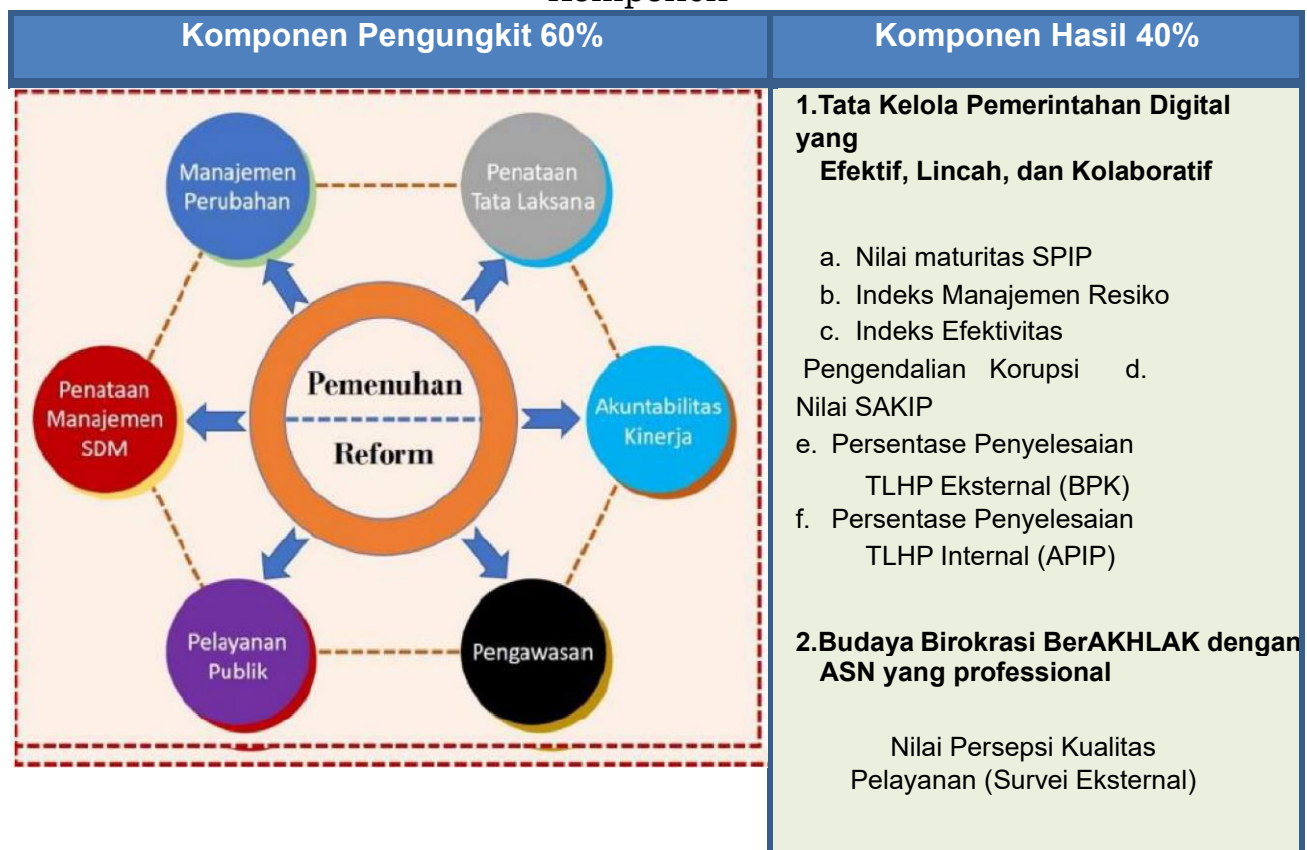 Komponen
Komponen Pengungkit 60%
Komponen Hasil 40%
Manajemen
Perubahan
Penataan
Tata Laksana
Penataan
Manajemen
SDM
Pemenuhan
Reform
Akuntabilitas
Kinerja
Pelayanan
Publik
Pengawasan
1.Tata Kelola Pemerintahan Digital
yang
Efektif, Lincah, dan Kolaboratif
a. Nilai maturitas SPIP
b. Indeks Manajemen Resiko
c. Indeks Efektivitas
Pengendalian Korupsi d.
Nilai SAKIP
e. Persentase Penyelesaian
TLHP Eksternal (BPK)
f. Persentase Penyelesaian
TLHP Internal (APIP)
2.Budaya Birokrasi BerAKHLAK dengan
ASN yang professional
Nilai Persepsi Kualitas
Pelayanan (Survei Eksternal)